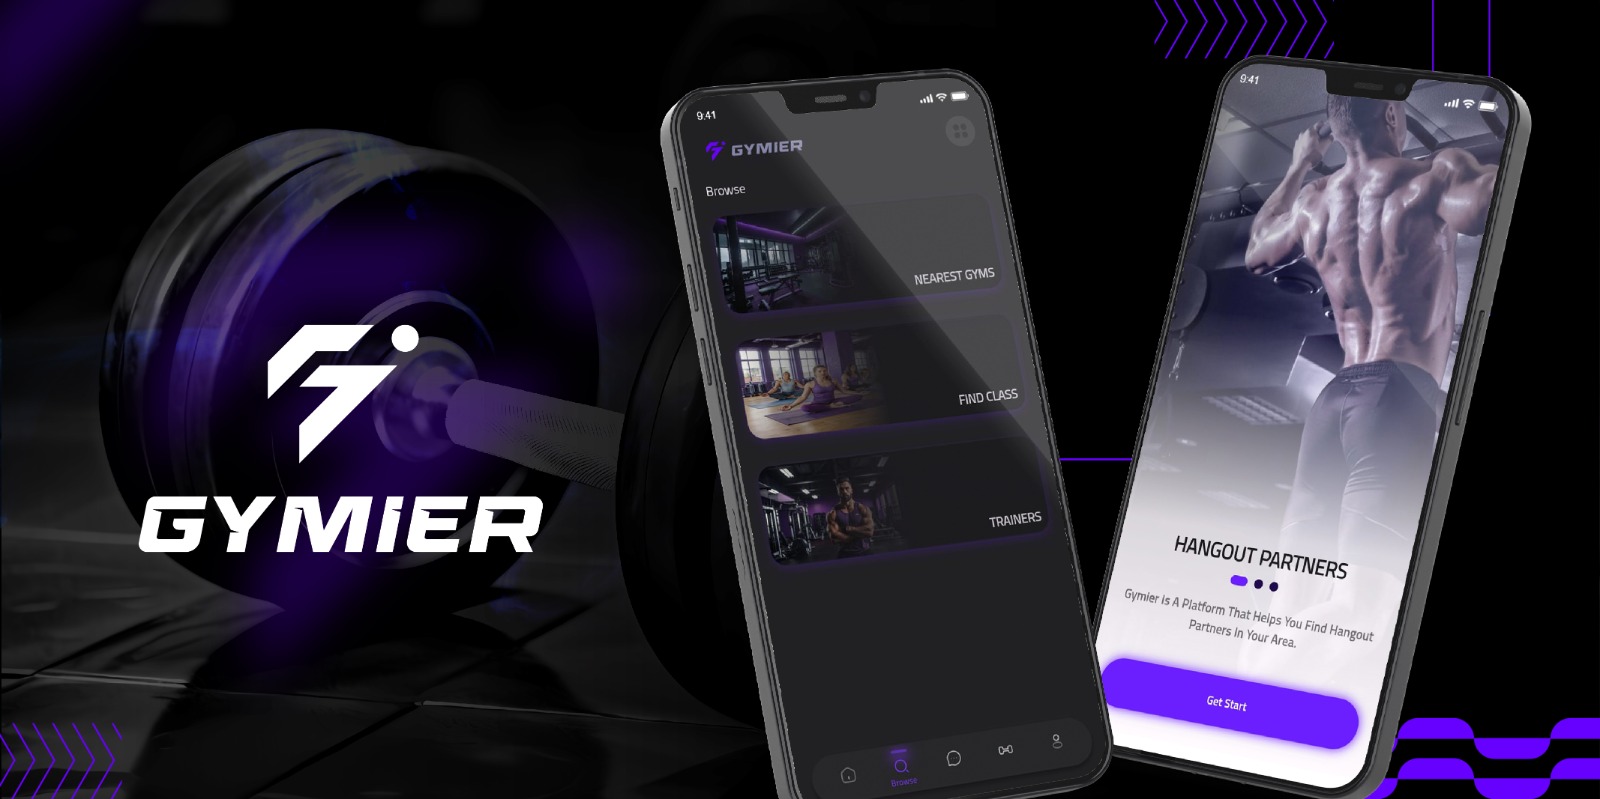 GYMIER
9:41
GYMIER
Browse
NEAREST GYMS
FIND CLASS
TRAINERS
Browse
9:41
HANGOUT PARTNERS
Gymier is A Platform That Helps You Find Hangout
Partners in Your Area.
Get Start